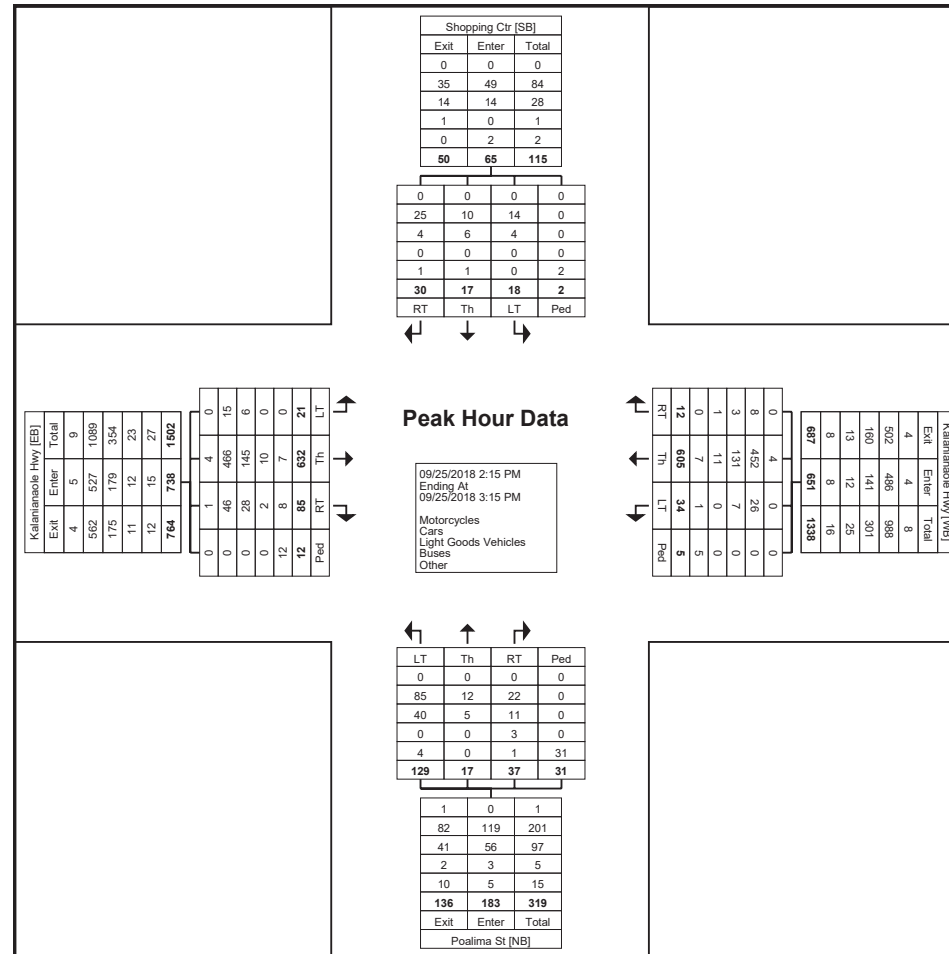 Shopping Ctr [SB]
Exit Enter Total
0 0 0
35 49 84
14 14 28
1 0 1
0 2 2
50 65 115
0 0 0 0
25 10 14 0
4 6 4 0
0 0 0 0
1 1 0 2
30 17 18 2
RT Th LT Ped
Kalanianaole Hwy [EB]
Total 9 1089 354 23 27 1502
Enter 5 527 179 12 15 738
Exit 4 562 175 11 12 764
0 15 6 0 0 21 LT
4 466 145 10 7 632 Th
1 46 28 2 8 85 RT
0 0 0 0 12 12 Ped
Peak Hour Data
09/25/2018 2:15 PM
Ending At
09/25/2018 3:15 PM
Motorcycles
Cars
Light Goods Vehicles
Buses
Other
RT 12 0 1 3 8 0
Th 605 7 11 131 452 4
LT 34 1 0 7 26 0
Ped 5 5 0 0 0 0
687 8 13 160 502 4 Exit
651 8 12 141 486 4 Enter
1338 16 25 301 988 8 Total
Kalanianaole Hwy [WB]
LT Th RT Ped
0 0 0 0
85 12 22 0
40 5 11 0
0 0 3 0
4 0 1 31
129 17 37 31
1 0 1
82 119 201
41 56 97
2 3 5
10 5 15
136 183 319
Exit Enter Total
Poalima St [NB]